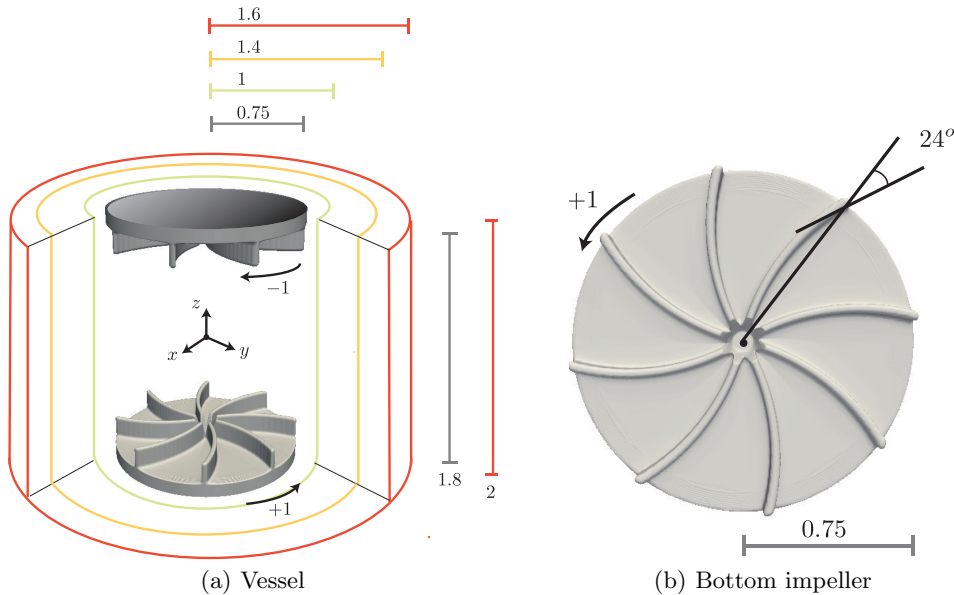 1.6
1.4
1
0.75
−1
z
x
y
+1
1.8
2
(a) Vessel
24°
+1
0.75
(b) Bottom impeller